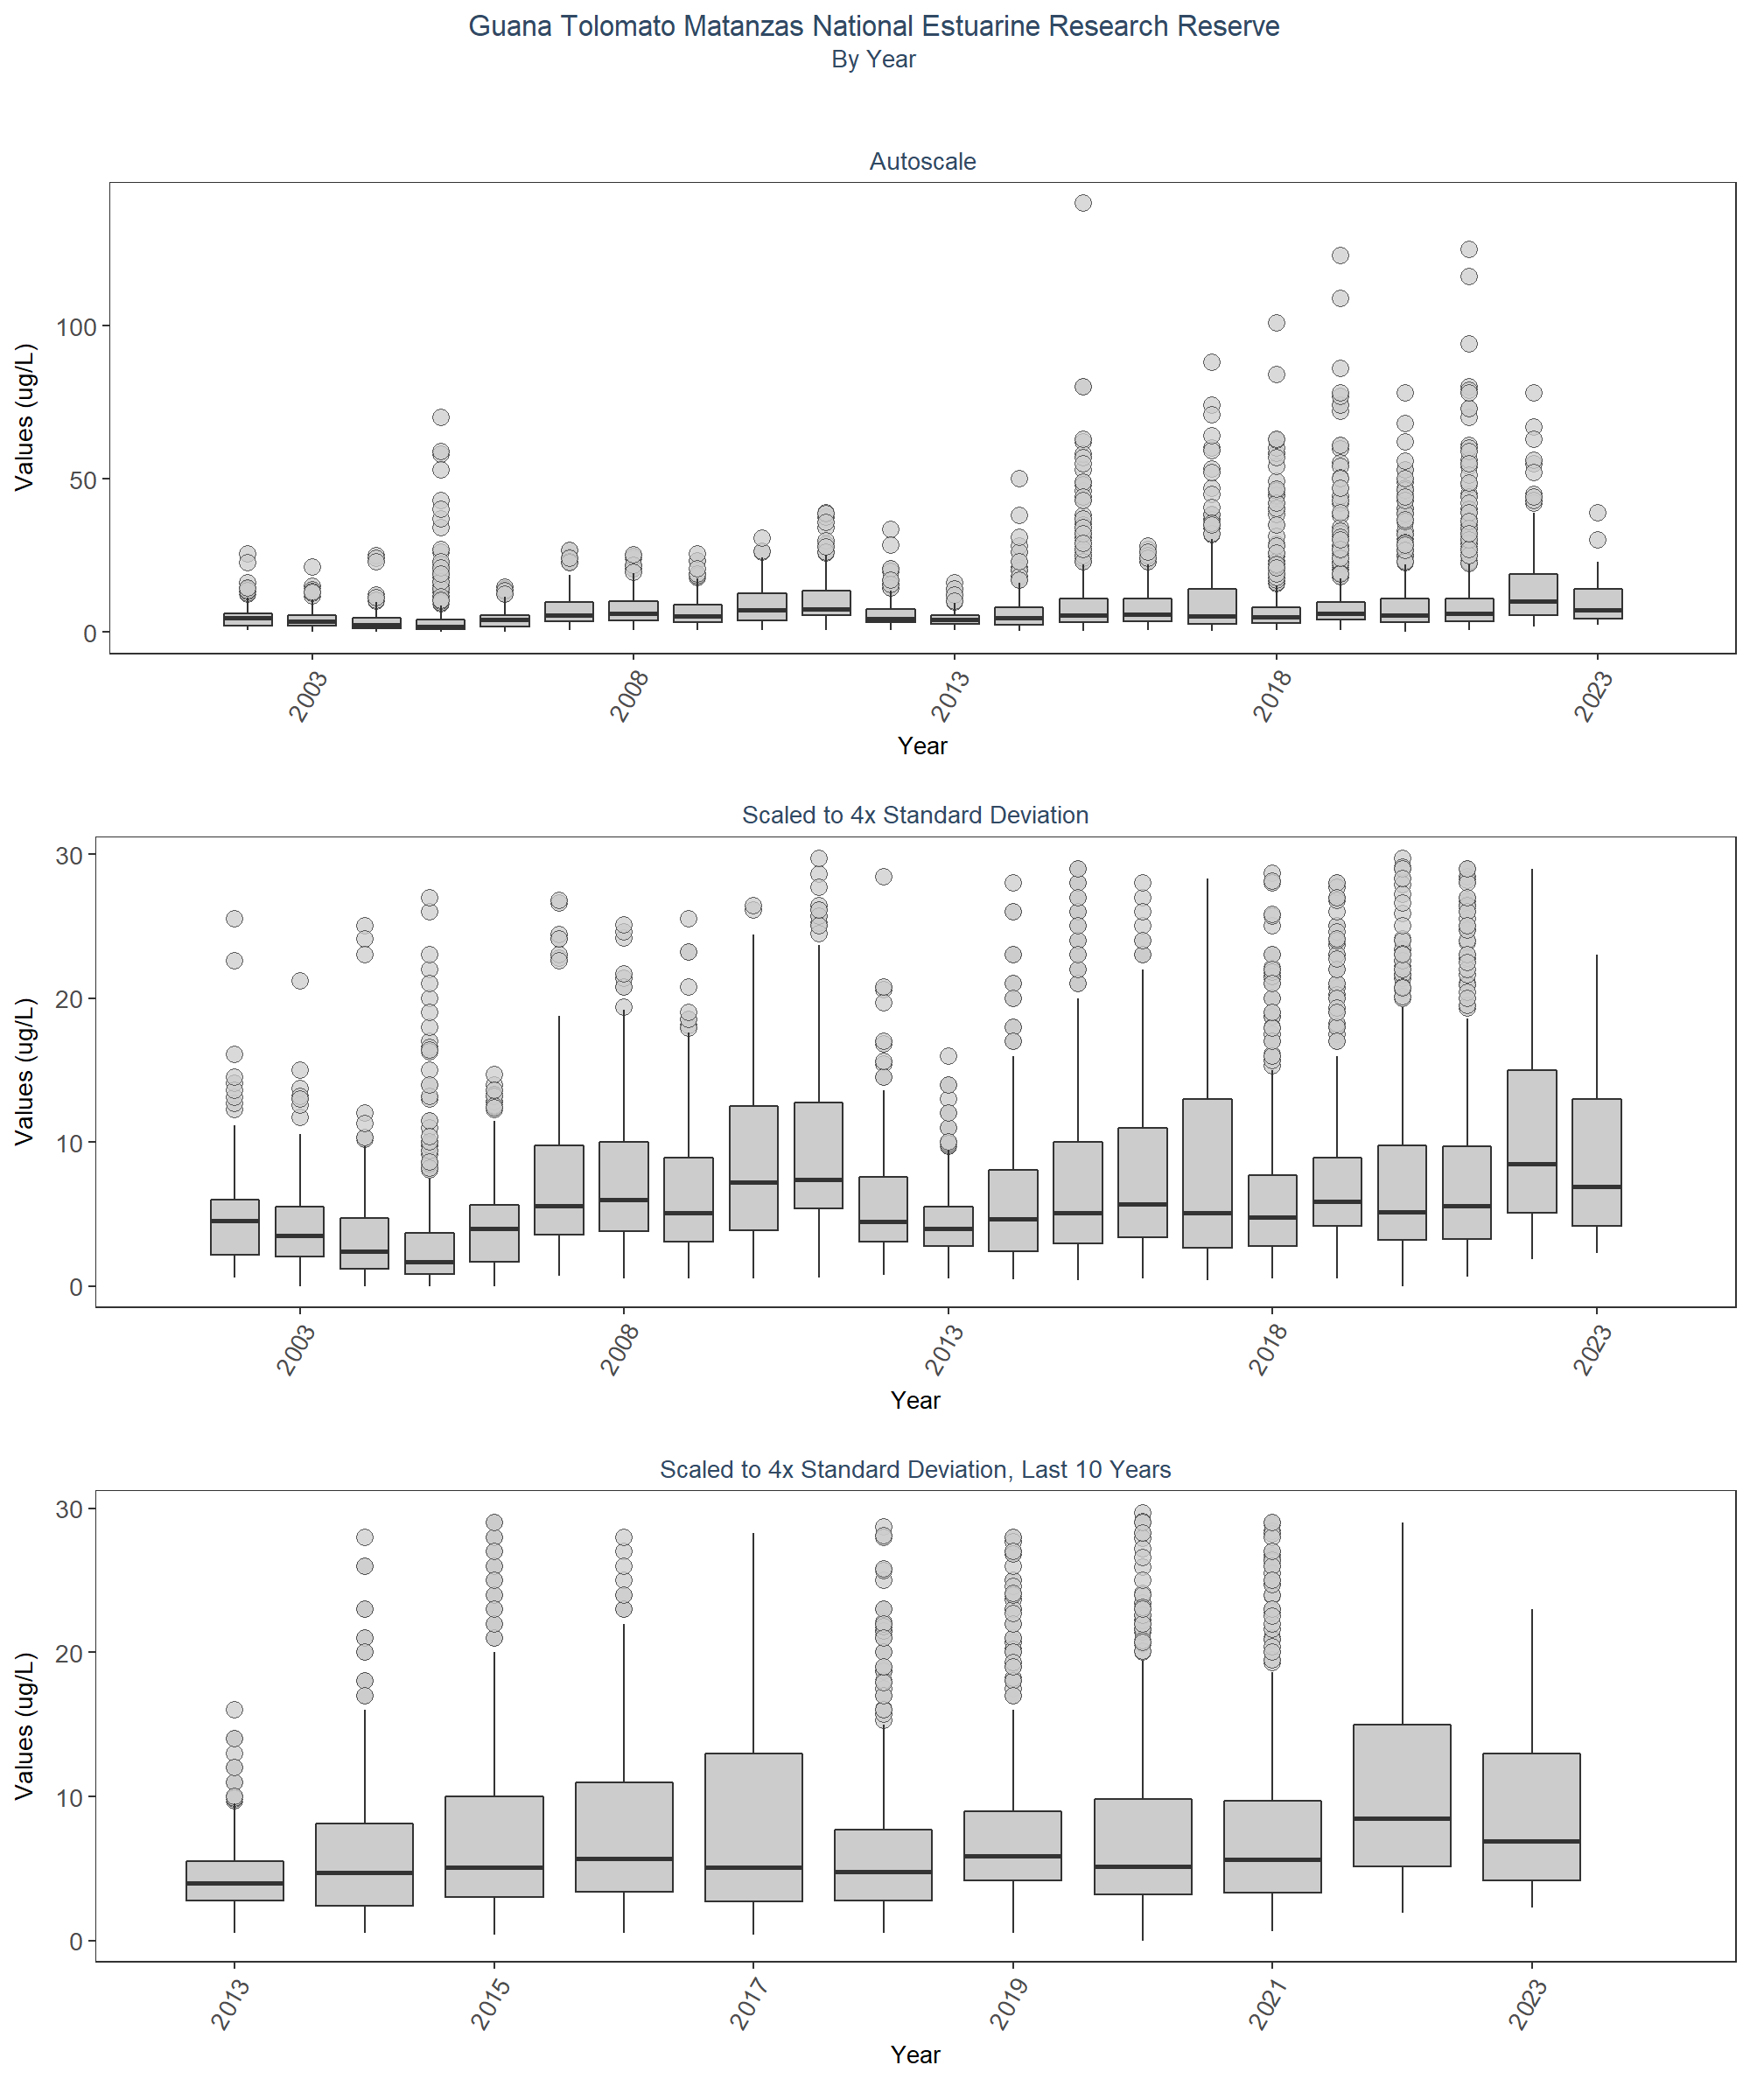 Guana Tolomato Matanzas National Estuarine Research Reserve
By Year
Autoscale
Values (ug/L)
100
50
0
2003
2008
2013
2018
2023
Year
Scaled to 4x Standard Deviation
Values (ug/L)
30
20
10
0
2003
2008
2013
2018
2023
Year
Scaled to 4x Standard Deviation, Last 10 Years
Values (ug/L)
30
20
10
0
2013
2015
2017
2019
2021
2023
Year